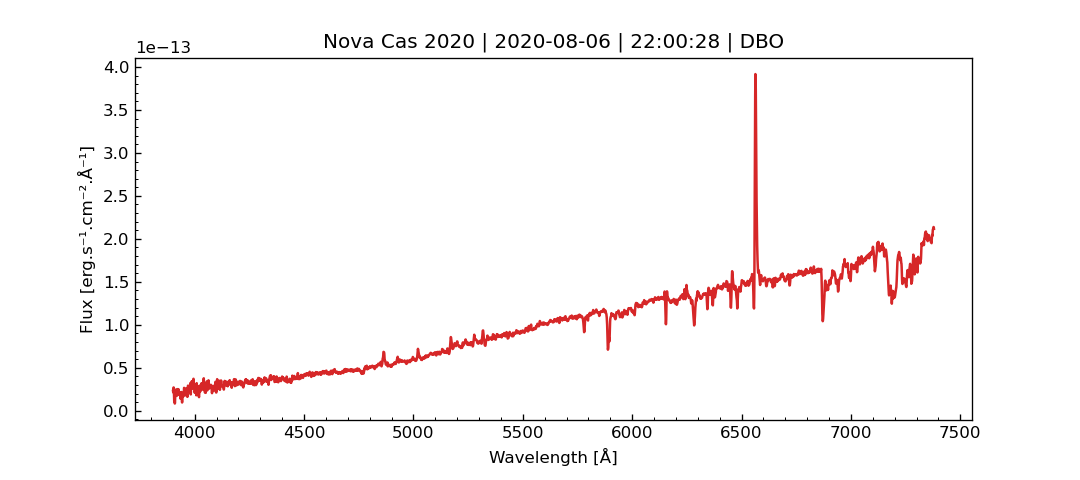 Nova Cas 2020 | 2020-08-06 | 22:00:28 | DBO
1e−13
4.0
3.5
3.0
2.5
2.0
1.5
1.0
0.5
0.0
Flux [erg.s⁻¹.cm⁻².Å⁻¹]
4000 4500 5000 5500 6000 6500 7000 7500
Wavelength [Å]